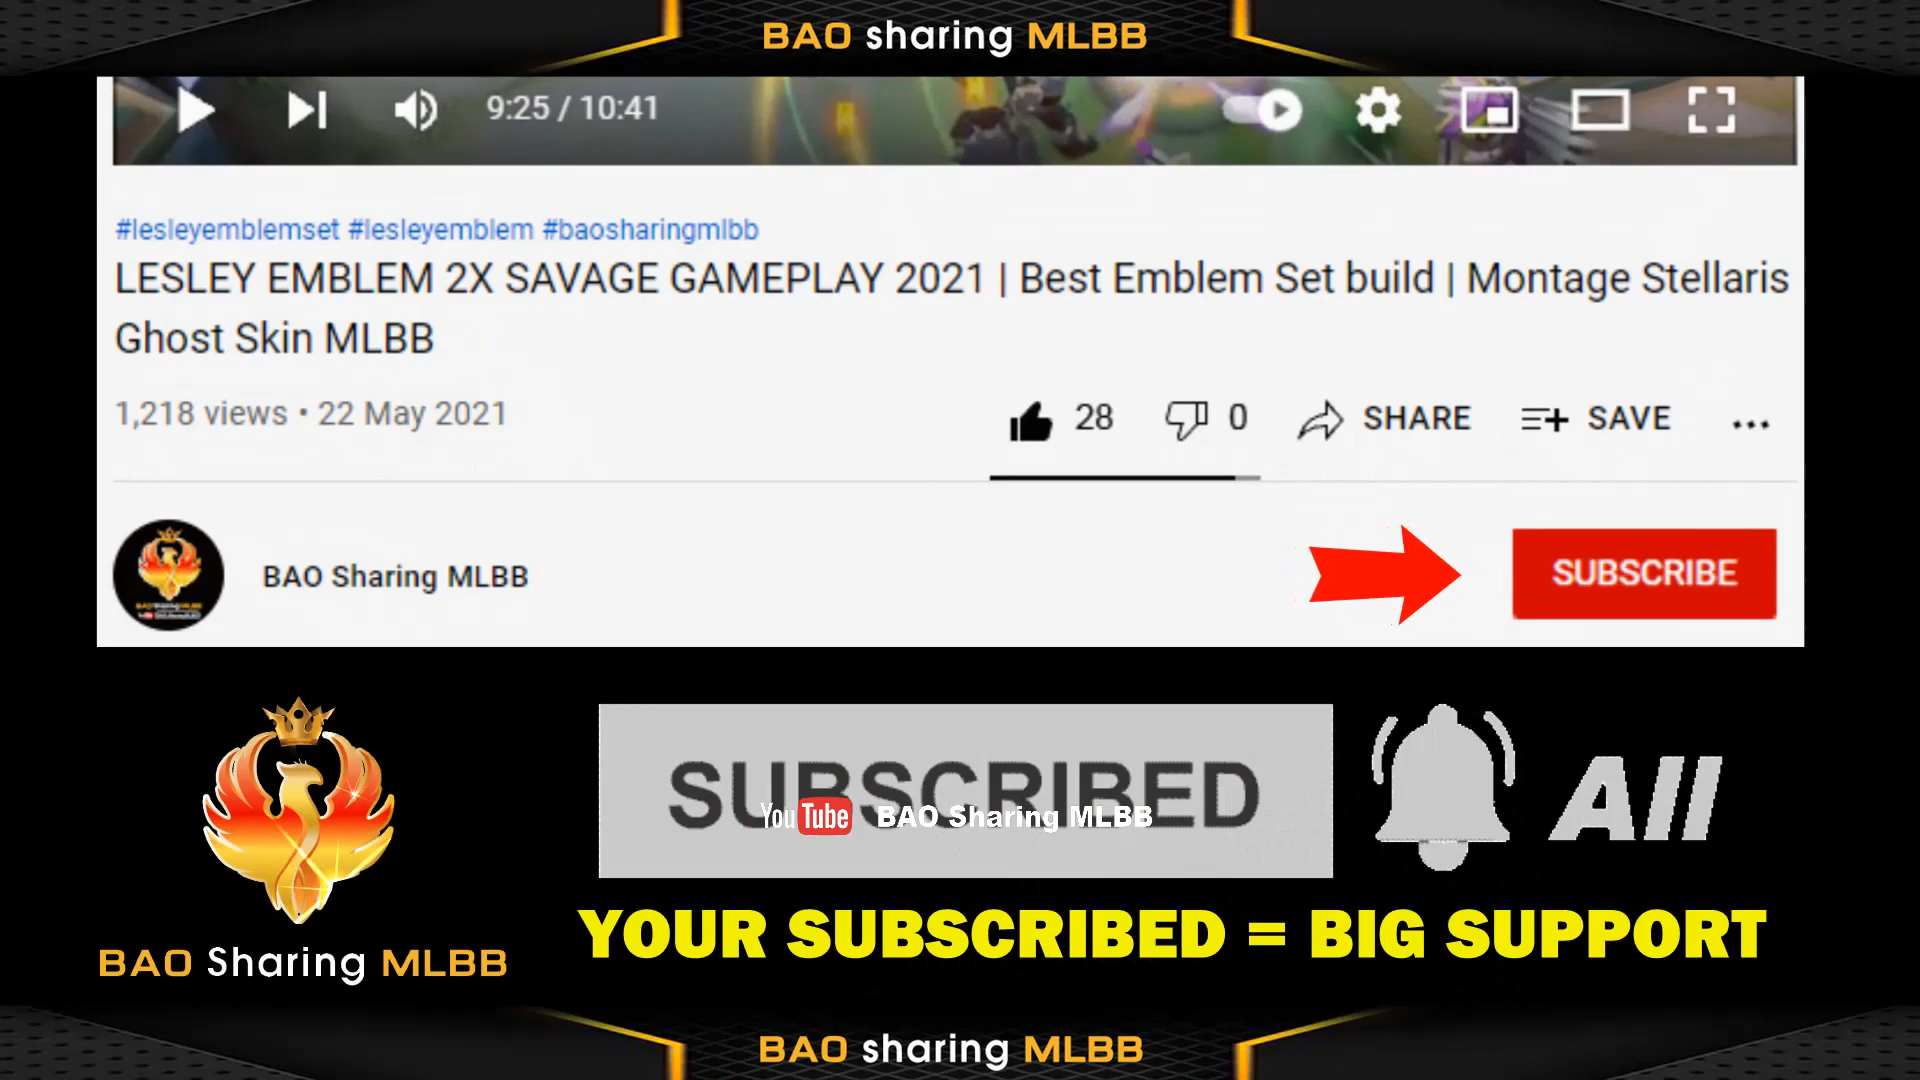 BAO sharing MLBB
9:25 / 10:41
#lesleyemblemset #lesleyemblem #baosharingmlbb
LESLEY EMBLEM 2X SAVAGE GAMEPLAY 2021 | Best Emblem Set build | Montage Stellaris
Ghost Skin MLBB
1,218 views • 22 May 2021
28
0
SHARE
SAVE
BAO Sharing MLBB
SUBSCRIBE
SUBSCRIBED
YouTube BAO Sharing MLBB
All
YOUR SUBSCRIBED = BIG SUPPORT
BAO Sharing MLBB
BAO sharing MLBB